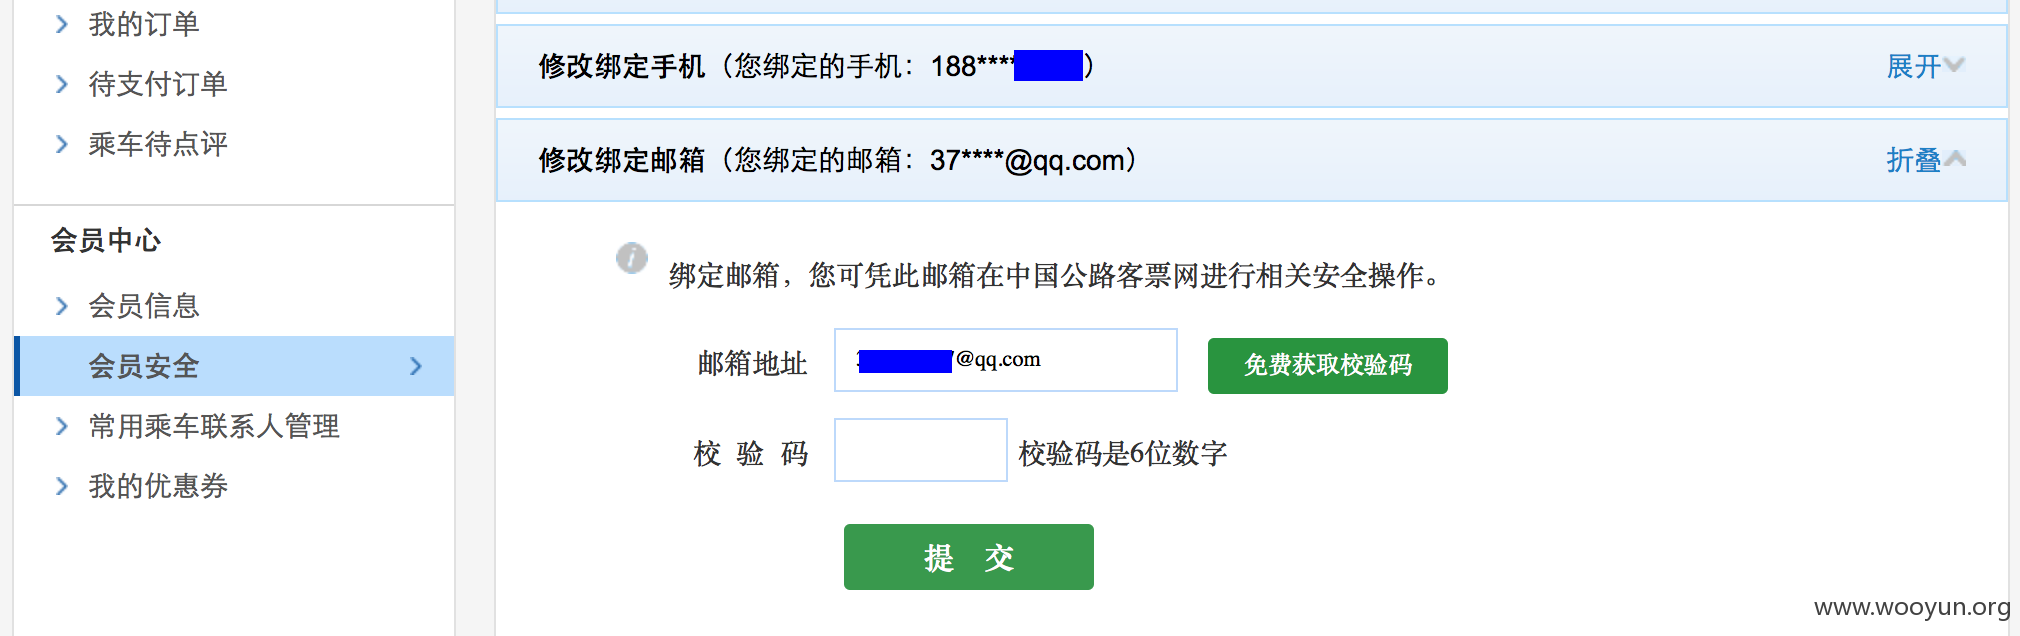 我的订单
待支付订单
乘车待点评
会员中心
会员信息
会员安全
常用乘车联系人管理
我的优惠券
修改绑定手机（您绑定的手机：188****）
展开
修改绑定邮箱（您绑定的邮箱：37****@qq.com）
折叠
绑定邮箱，您可凭此邮箱在中国公路客票网进行相关安全操作。
邮箱地址 @qq.com 免费获取校验码
校 验 码 校验码是6位数字
提 交
www.wooyun.org